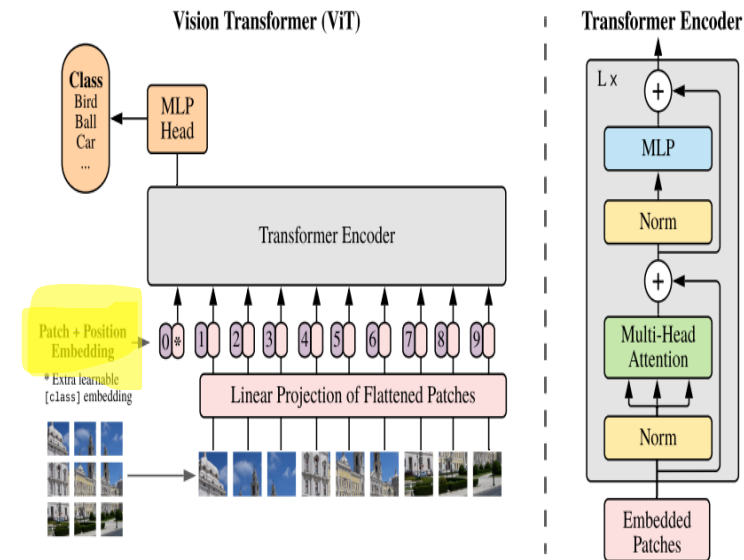 Vision Transformer (ViT)
Class
Bird
Ball
Car
...
MLP
Head
Transformer Encoder
Patch + Position
Embedding
* Extra learnable
[class] embedding
0 * 1 2 3 4 5 6 7 8 9
Linear Projection of Flattened Patches
Transformer Encoder
L x
+
MLP
Norm
+
Multi-Head
Attention
Norm
Embedded
Patches